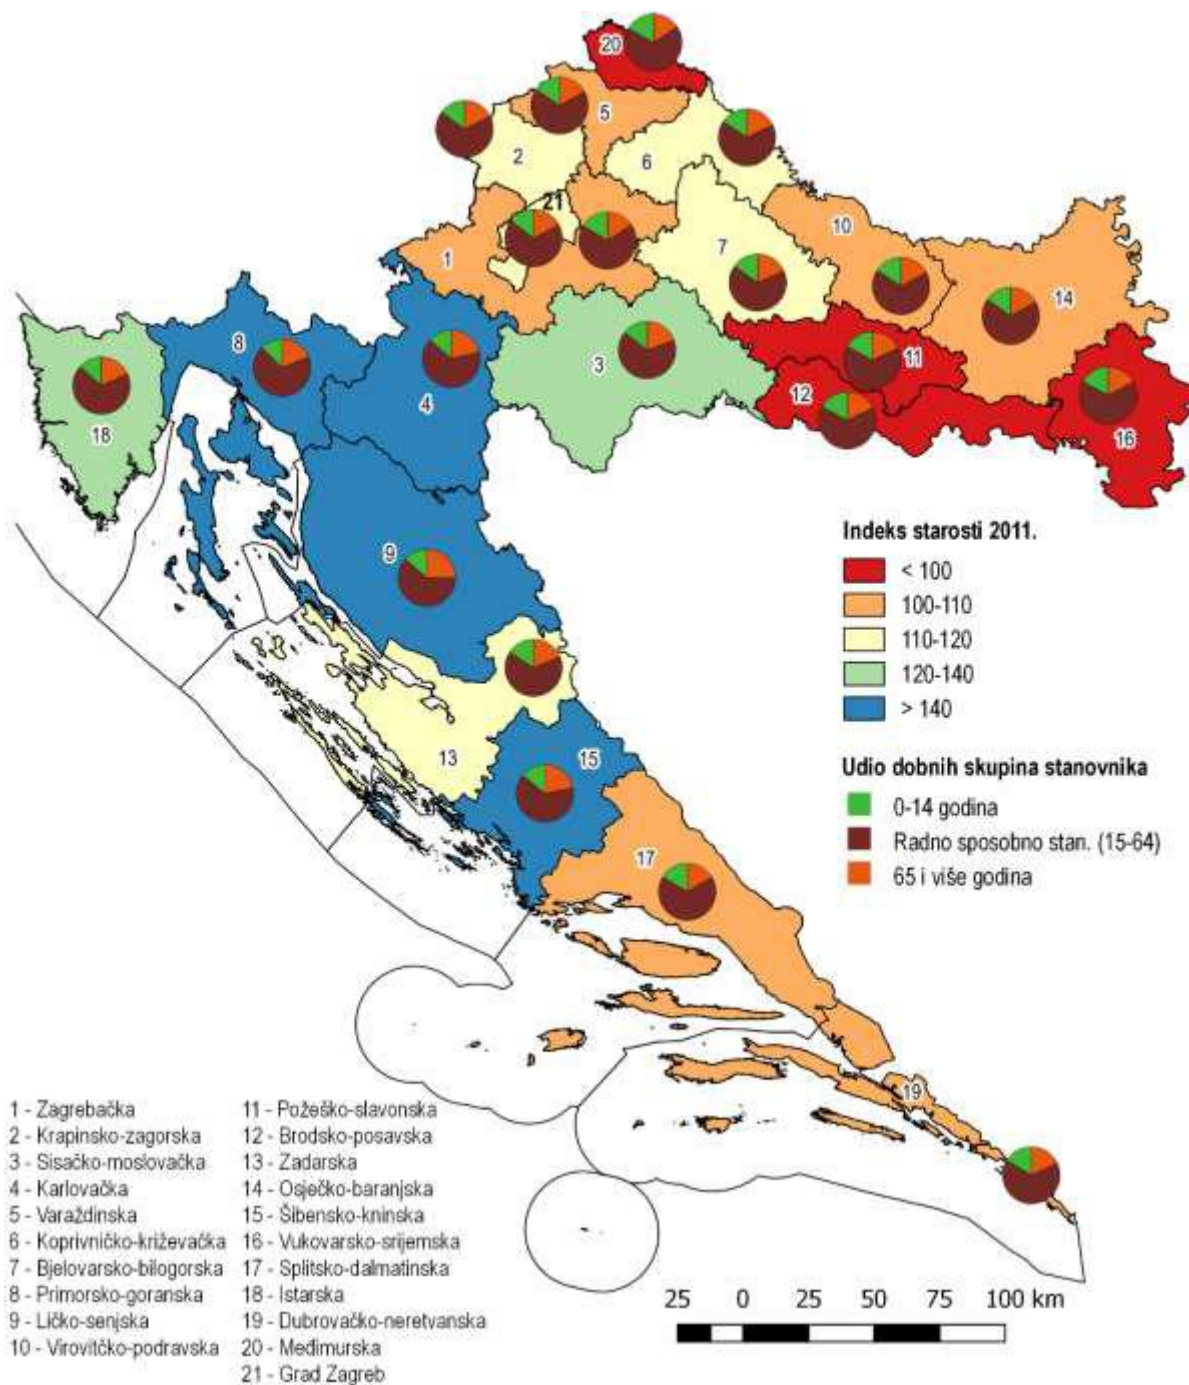 20
5
2
6
21
10
1
7
14
8
3
11
4
12
18
16
9
13
15
17
19
Indeks starosti 2011.
< 100
100-110
110-120
120-140
> 140
Udio dobnih skupina stanovnika
0-14 godina
Radno sposobno stan. (15-64)
65 i više godina
1 - Zagrebačka
2 - Krapinsko-zagorska
3 - Sisačko-moslovačka
4 - Karlovačka
5 - Varaždinska
6 - Koprivničko-križevačka
7 - Bjelovarsko-bilogorska
8 - Primorsko-goranska
9 - Ličko-senjska
10 - Virovitčko-podravska
11 - Požeško-slavonska
12 - Brodsko-posavska
13 - Zadarska
14 - Osječko-baranjska
15 - Šibensko-kninska
16 - Vukovarsko-srijemska
17 - Splitsko-dalmatinska
18 - Istarska
19 - Dubrovačko-neretvanska
20 - Međimurska
21 - Grad Zagreb
25 0 25 50 75 100 km